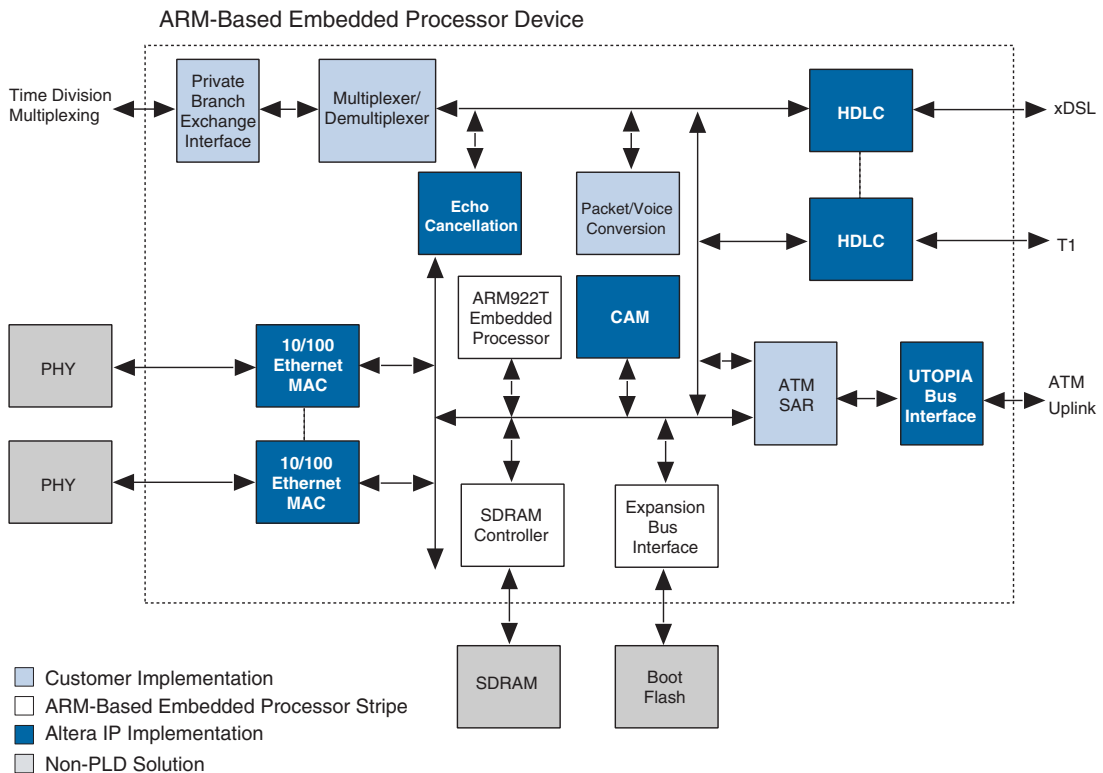 ARM-Based Embedded Processor Device
Time Division
Multiplexing
Private
Branch
Exchange
Interface
Multiplexer/
Demultiplexer
HDLC
xDSL
Echo
Cancellation
Packet/Voice
Conversion
HDLC
T1
ARM922T
Embedded
Processor
CAM
PHY
10/100
Ethernet
MAC
ATM
SAR
UTOPIA
Bus
Interface
ATM
Uplink
PHY
10/100
Ethernet
MAC
SDRAM
Controller
Expansion
Bus
Interface
SDRAM
Boot
Flash
Customer Implementation
ARM-Based Embedded Processor Stripe
Altera IP Implementation
Non-PLD Solution